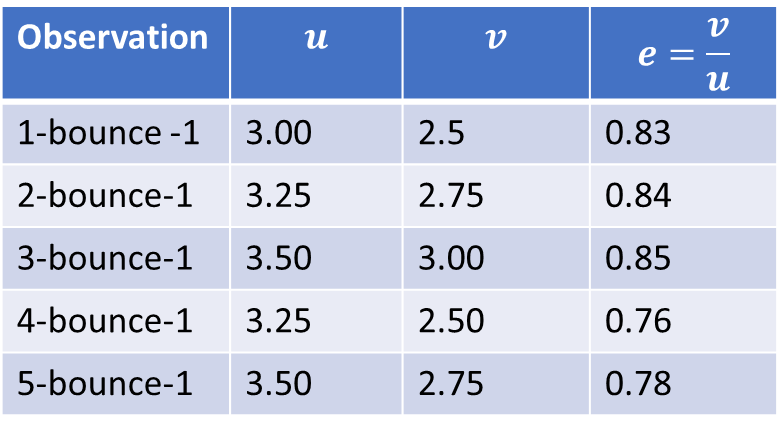 Observation u v e = v/u
1-bounce -1 3.00 2.5 0.83
2-bounce-1 3.25 2.75 0.84
3-bounce-1 3.50 3.00 0.85
4-bounce-1 3.25 2.50 0.76
5-bounce-1 3.50 2.75 0.78